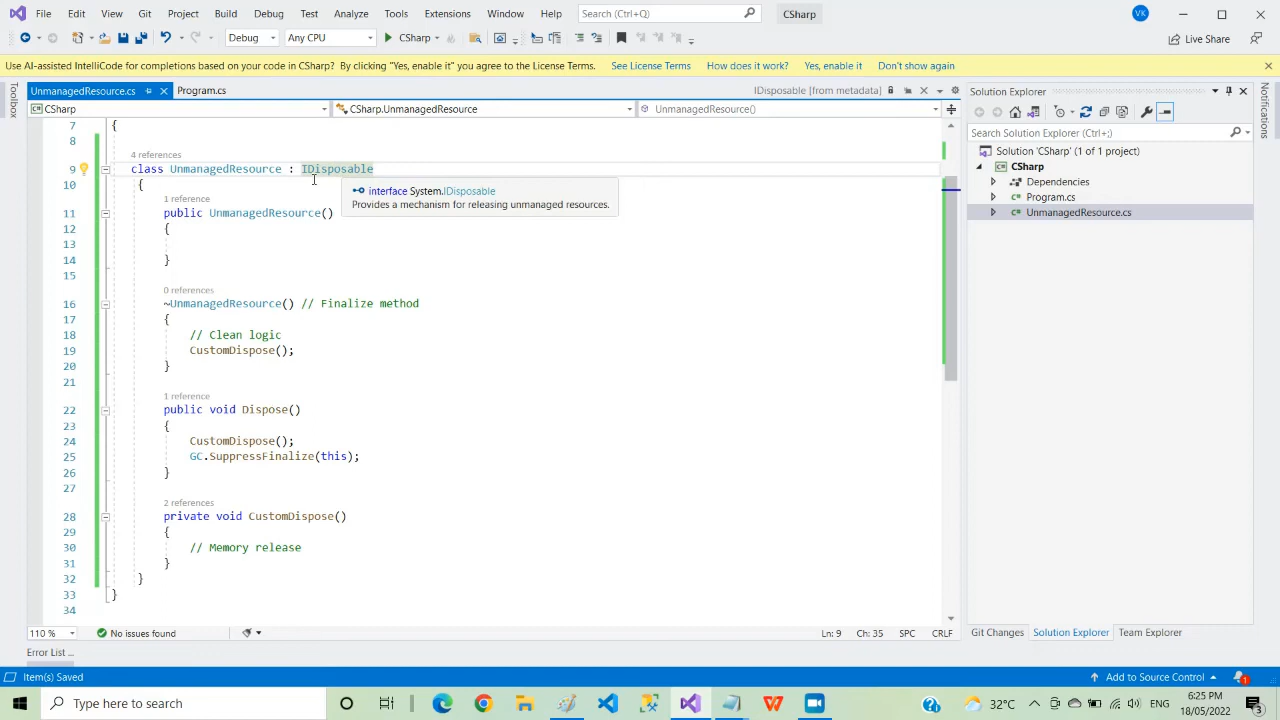 File Edit View Git Project Build Debug Test Analyze Tools Extensions Window Help Search (Ctrl+Q) CSharp VK
Debug Any CPU CSharp Live Share
Use AI-assisted IntelliCode for completions based on your code in CSharp? By clicking "Yes, enable it" you agree to the License Terms. See License Terms How does it work? Yes, enable it Don't show again
Toolbox
UnmanagedResource.cs Program.cs IDisposable [from metadata]
CSharp CSharp.UnmanagedResource UnmanagedResource()
7 {
8
4 references
9 class UnmanagedResource : IDisposable
10 {
interface System.IDisposable
Provides a mechanism for releasing unmanaged resources.
1 reference
11 public UnmanagedResource()
12 {
13
14 }
15
0 references
16 ~UnmanagedResource() // Finalize method
17 {
18 // Clean logic
19 CustomDispose();
20 }
21
1 reference
22 public void Dispose()
23 {
24 CustomDispose();
25 GC.SuppressFinalize(this);
26 }
27
2 references
28 private void CustomDispose()
29 {
30 // Memory release
31 }
32 }
33 }
34
110 % No issues found Ln: 9 Ch: 35 SPC CRLF
Error List ...
Solution Explorer
Search Solution Explorer (Ctrl+;)
Solution 'CSharp' (1 of 1 project)
CSharp
Dependencies
Program.cs
UnmanagedResource.cs
Git Changes Solution Explorer Team Explorer
Notifications
Item(s) Saved Add to Source Control 1
Type here to search 32°C 6:25 PM
18/05/2022 3